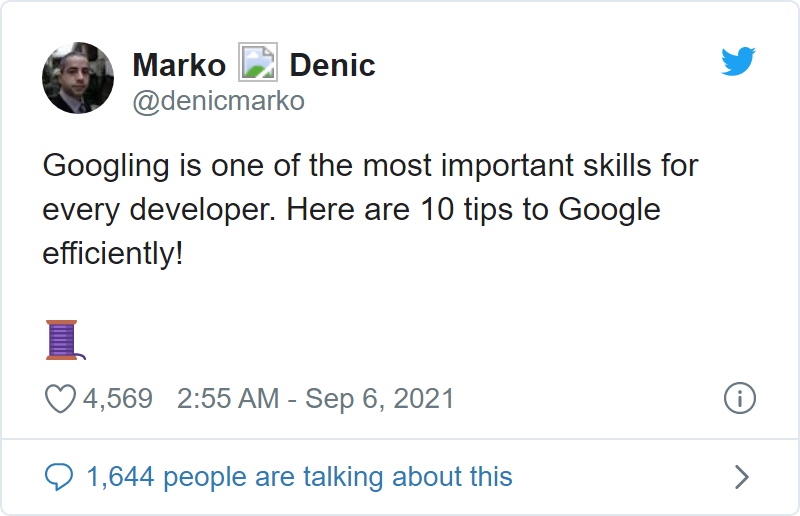 Marko Denic
@denicmarko
Googling is one of the most important skills for
every developer. Here are 10 tips to Google
efficiently!
4,569 2:55 AM - Sep 6, 2021
1,644 people are talking about this